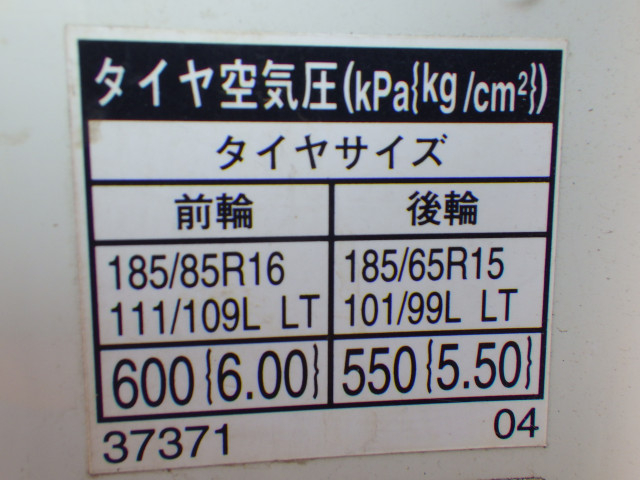 タイヤ空気圧(kPa{kg/cm²})
タイヤサイズ
前輪 後輪
185/85R16 185/65R15
111/109L LT 101/99L LT
600{6.00} 550{5.50}
37371 04